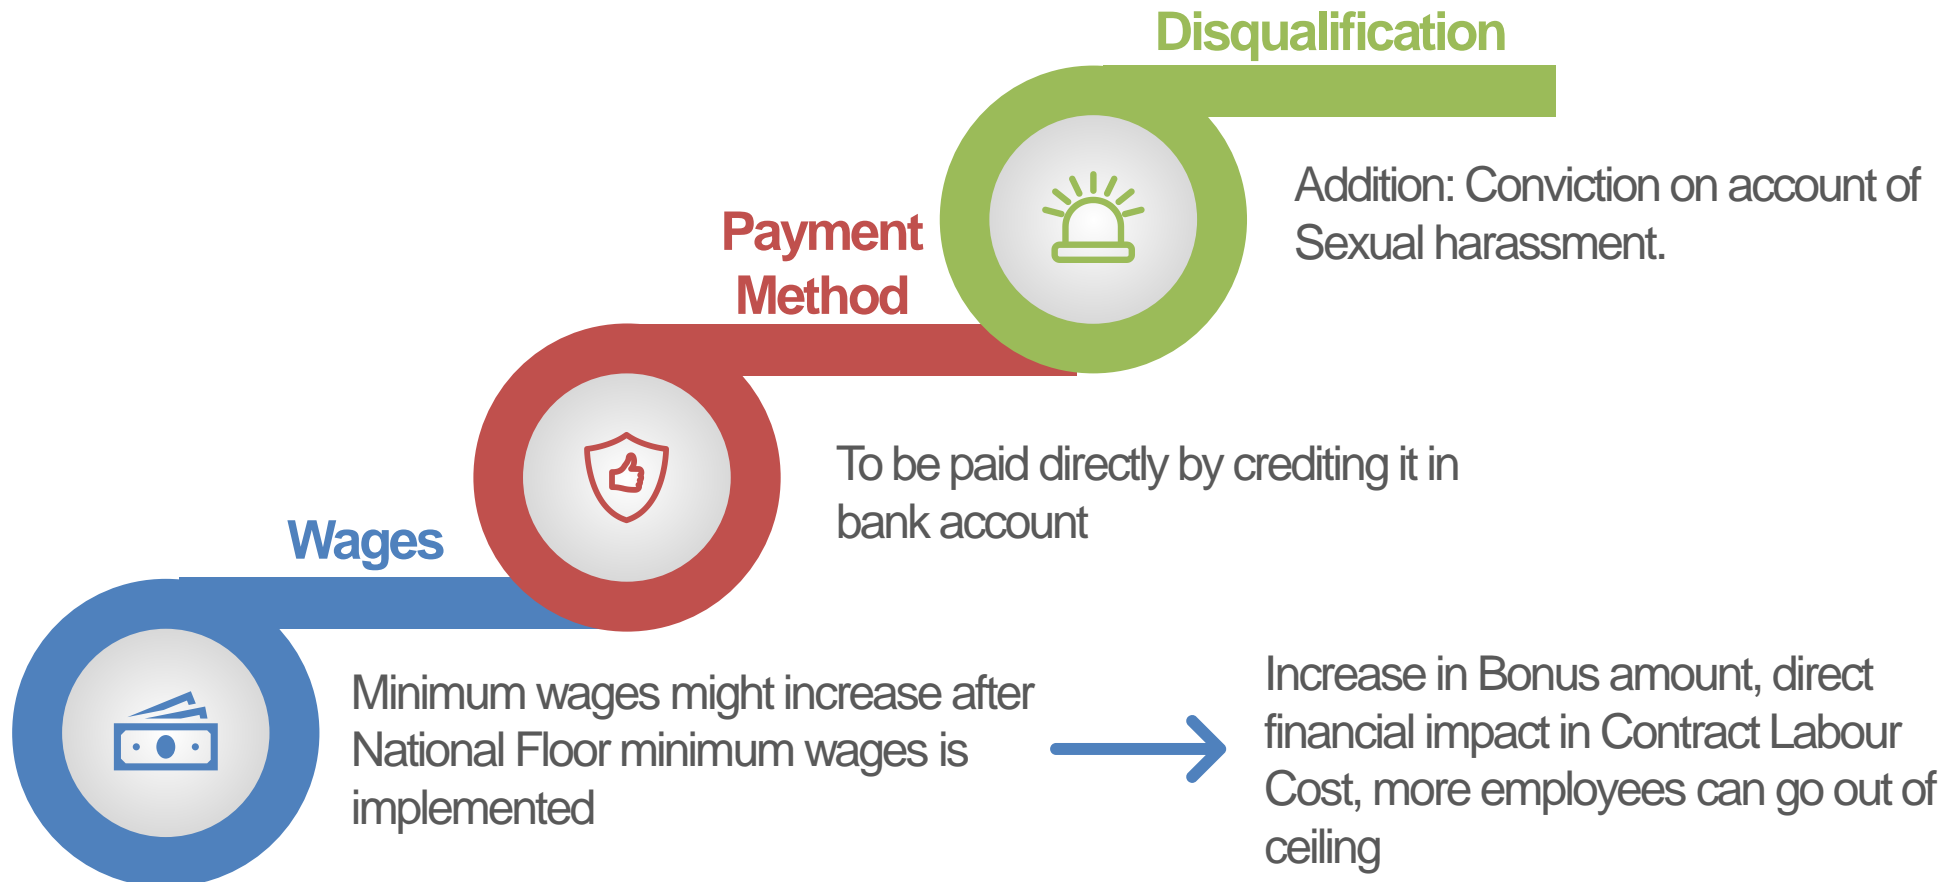 Disqualification
Addition: Conviction on account of
Sexual harassment.
Payment
Method
To be paid directly by crediting it in
bank account
Wages
Minimum wages might increase after
National Floor minimum wages is
implemented
Increase in Bonus amount, direct
financial impact in Contract Labour
Cost, more employees can go out of
ceiling